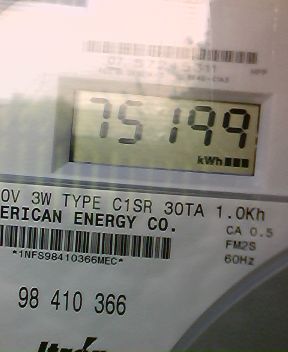 75199
kWh
0V 3W TYPE C1SR 30TA 1.0Kh
ERICAN ENERGY CO.
CA 0.5
FM2S
60Hz
*1NFS98410366MEC*
98 410 366
Itron